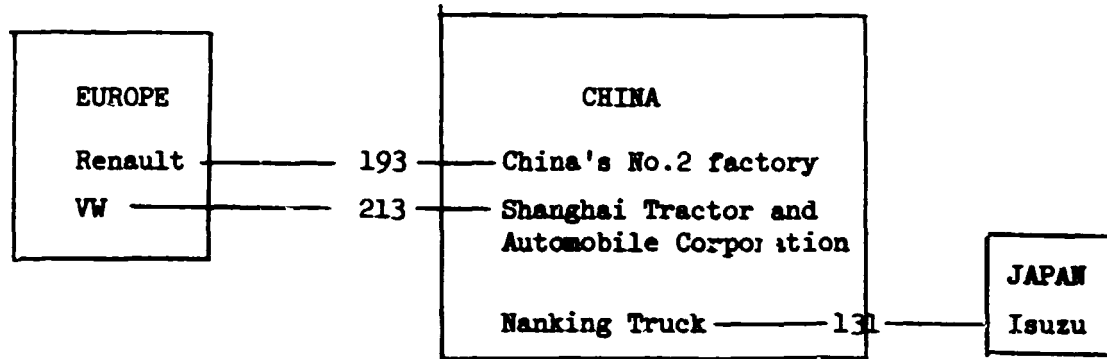 EUROPE
CHINA
Renault 193 China's No.2 factory
VW 213 Shanghai Tractor and
Automobile Corporation
JAPAN
Nanking Truck 131 Isuzu